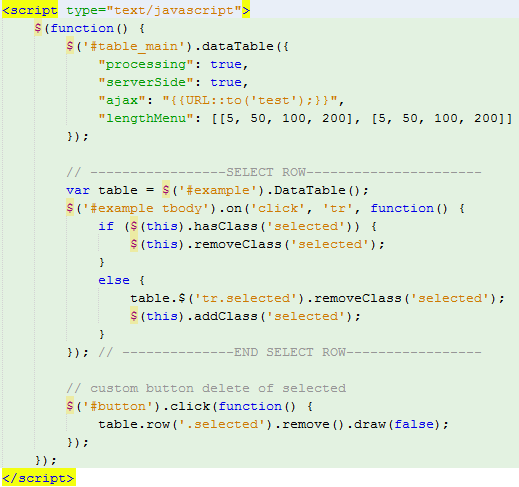 <script type="text/javascript">
    $(function() {
        $('#table_main').dataTable({
            "processing": true,
            "serverSide": true,
            "ajax": "{{URL::to('test');}}",
            "lengthMenu": [[5, 50, 100, 200], [5, 50, 100, 200]]
        });

        // -----------------SELECT ROW----------------------
        var table = $('#example').DataTable();
        $('#example tbody').on('click', 'tr', function() {
            if ($(this).hasClass('selected')) {
                $(this).removeClass('selected');
            }
            else {
                table.$('tr.selected').removeClass('selected');
                $(this).addClass('selected');
            }
        }); // --------------END SELECT ROW-----------------

        // custom button delete of selected
        $('#button').click(function() {
            table.row('.selected').remove().draw(false);
        });
    });
</script>